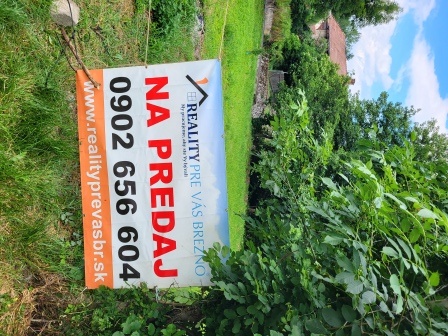 REALITY PRE VÁS BREZNO
NA PREDAJ
0902 656 604
www.realityprevasbr.sk